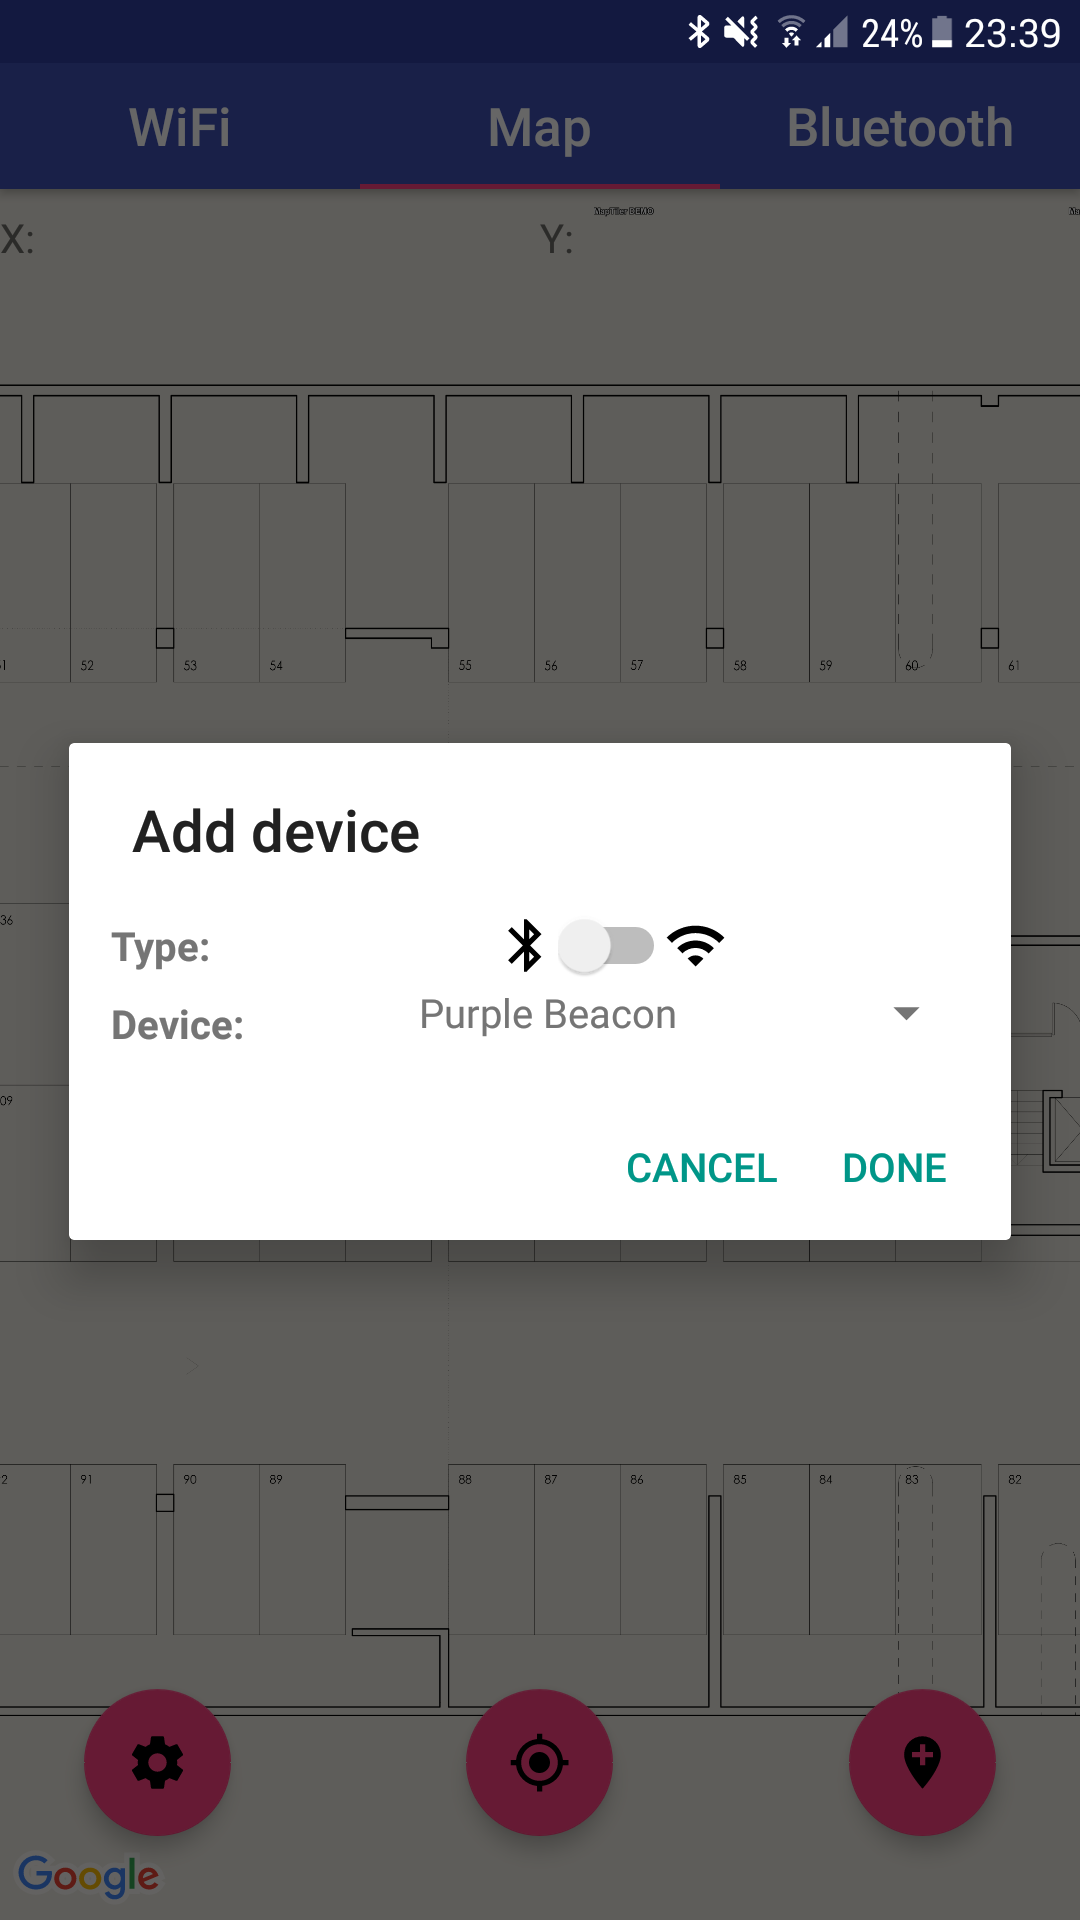 24% 23:39
WiFi Map Bluetooth
MapTiler DEMO Ma
X: Y:
52 53 54 55 56 57 58 59 60 61
Add device
36
Type:
Device: Purple Beacon
09
CANCEL DONE
2 91 90 89 88 87 86 85 84 83 82
Google